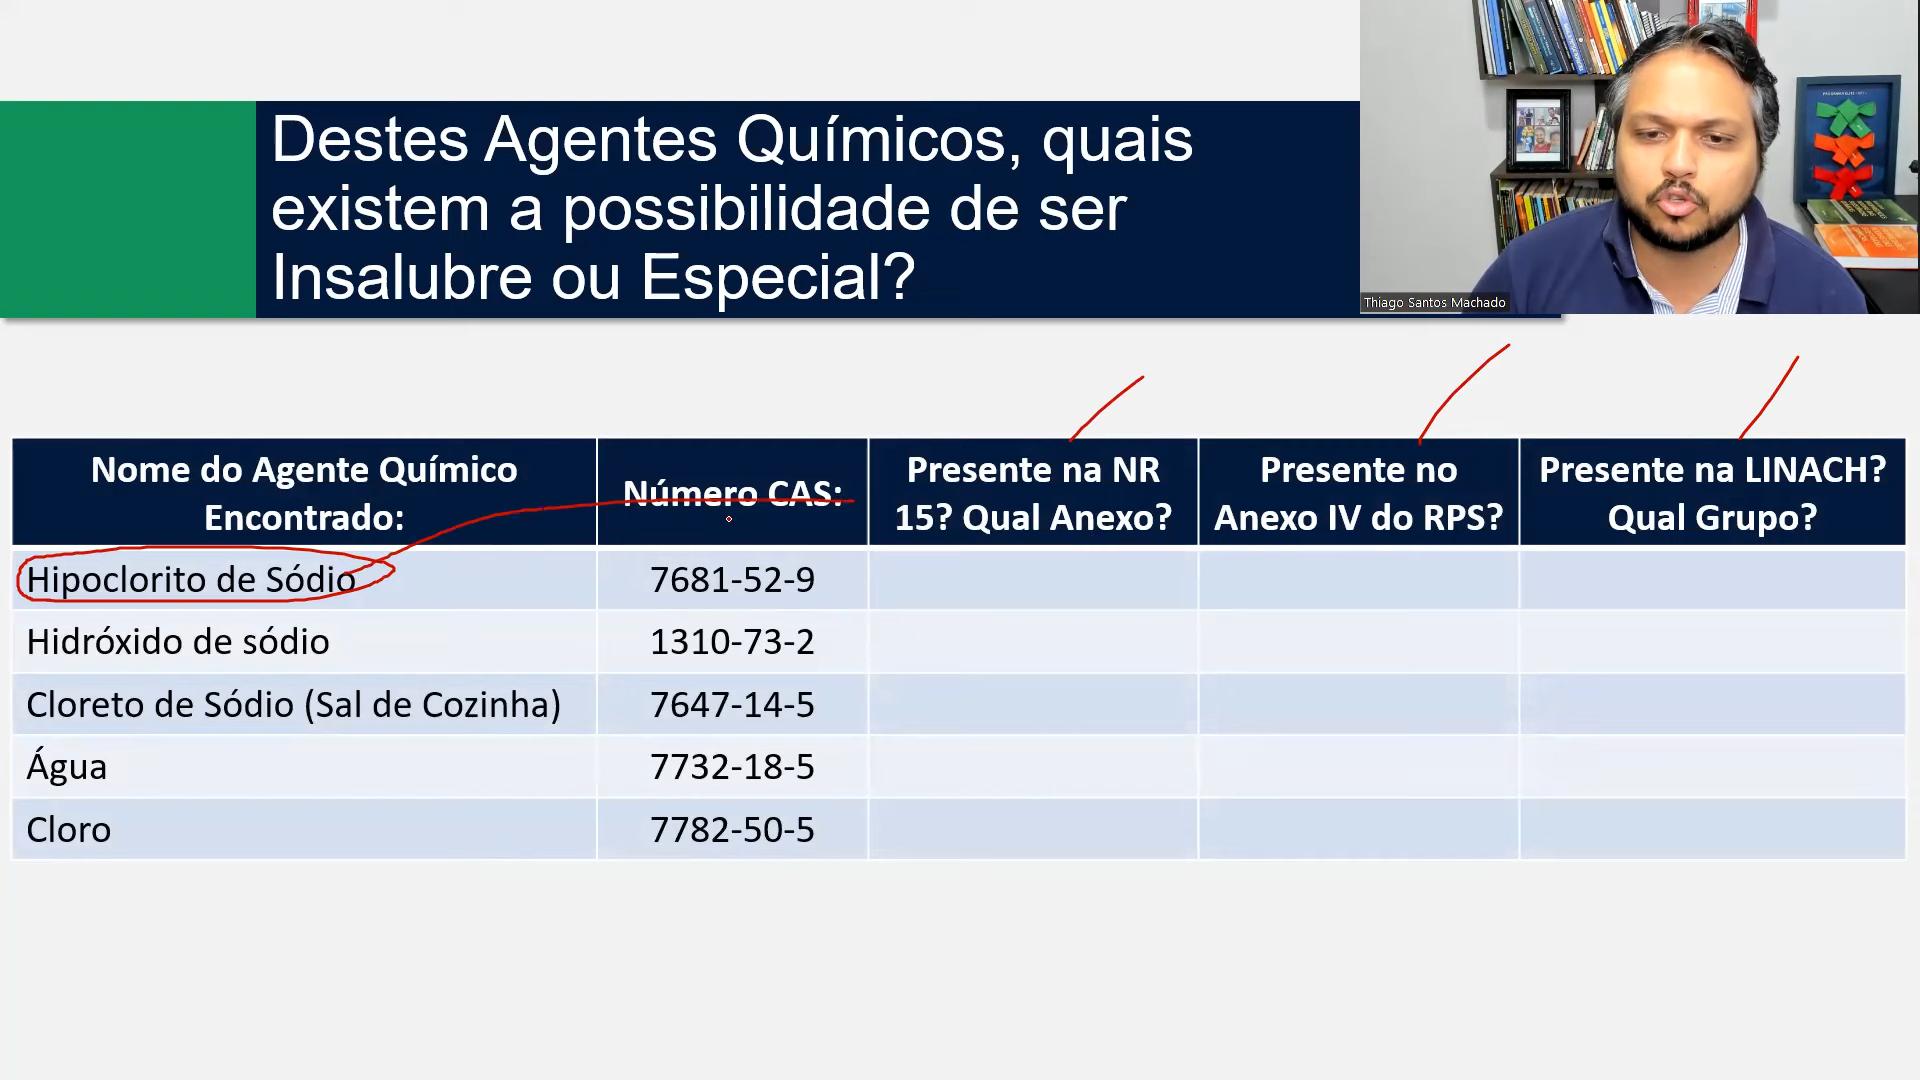 Destes Agentes Químicos, quais
existem a possibilidade de ser
Insalubre ou Especial?
Thiago Santos Machado
Nome do Agente Químico
Encontrado:
Número CAS:
Presente na NR
15? Qual Anexo?
Presente no
Anexo IV do RPS?
Presente na LINACH?
Qual Grupo?
Hipoclorito de Sódio
7681-52-9
Hidróxido de sódio
1310-73-2
Cloreto de Sódio (Sal de Cozinha)
7647-14-5
Água
7732-18-5
Cloro
7782-50-5